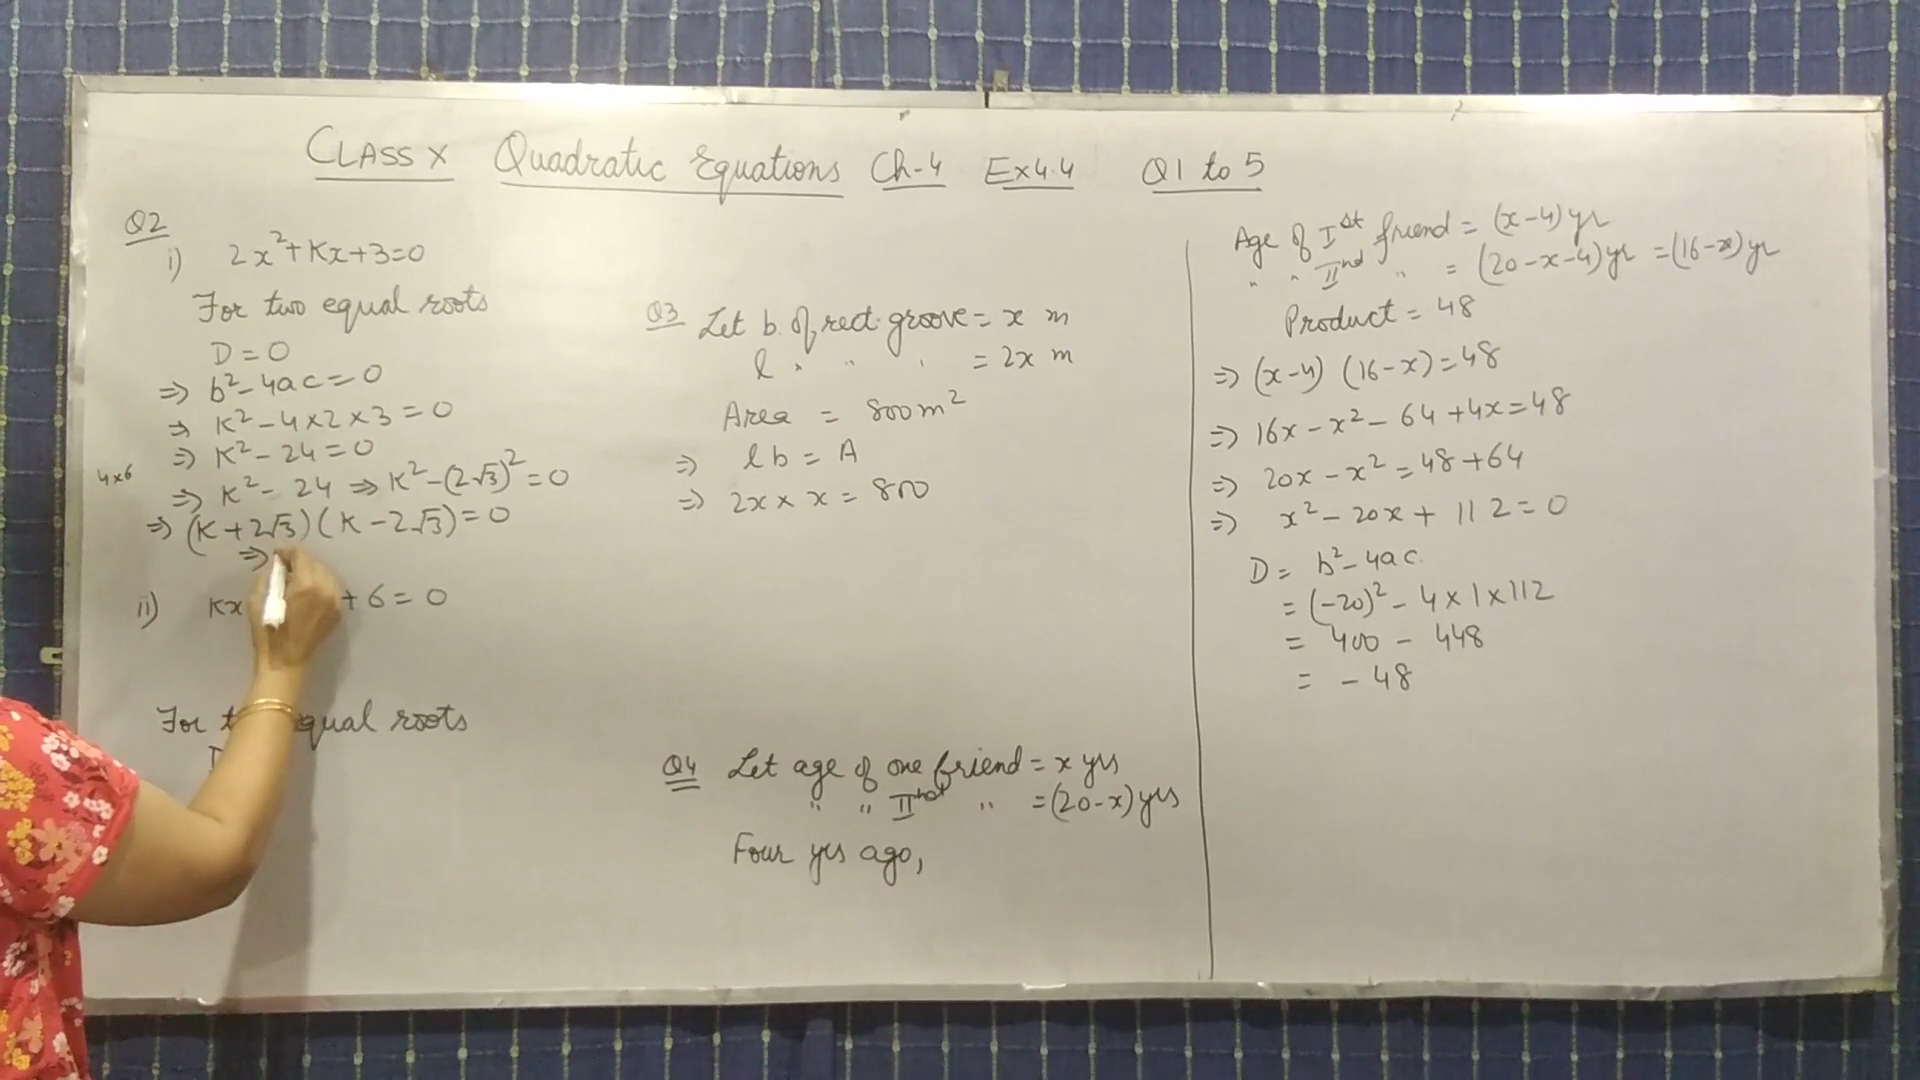 CLASS X Quadratic Equations Ch-4 Ex4.4 Q1 to 5
Q2
i) 2x²+Kx+3=0
For two equal roots
D=0
⇒ b²-4ac=0
⇒ K²-4×2×3=0
⇒ K²-24=0
4×6
⇒ K²- 24 ⇒ K²-(2√3)²=0
⇒ (K+2√3)(K-2√3)=0
⇒
ii) Kx +6=0
For equal roots
Q3 Let b. of rect. groove = x m
l " " " = 2x m
Area = 800m²
⇒ lb = A
⇒ 2x × x = 800
Q4 Let age of one friend = x yrs
" " IInd " =(20-x)yrs
Four yrs ago,
Age of Ist friend = (x-4)yr
" " IInd " = (20-x-4)yr =(16-x)yr
Product = 48
⇒ (x-4) (16-x)=48
⇒ 16x-x²-64+4x=48
⇒ 20x-x²=48+64
⇒ x²-20x+112=0
D= b²-4ac
= (-20)²-4×1×112
= 400 - 448
= - 48